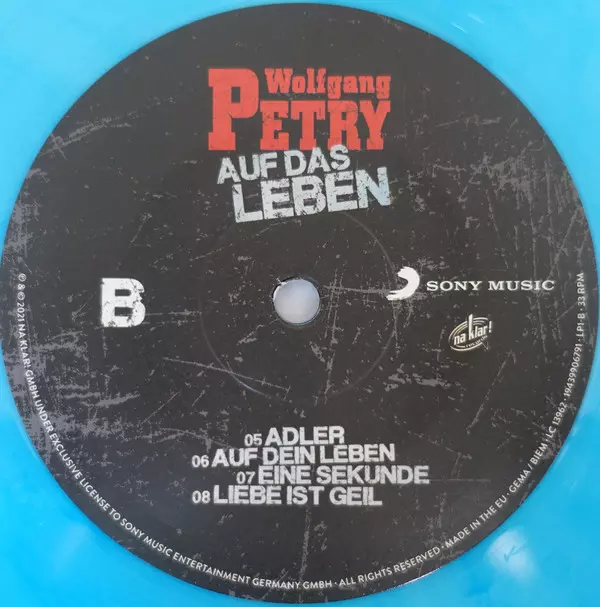 Wolfgang
PETRY
AUF DAS
LEBEN
B
SONY MUSIC
na klar!
05 ADLER
06 AUF DEIN LEBEN
07 EINE SEKUNDE
08 LIEBE IST GEIL
℗ & © 2021 NA KLAR! GMBH UNDER EXCLUSIVE LICENSE TO SONY MUSIC ENTERTAINMENT GERMANY GMBH · ALL RIGHTS RESERVED · MADE IN THE EU · GEMA / BIEM · LC 13962 · 19439906791 · LP1-B · 33 RPM